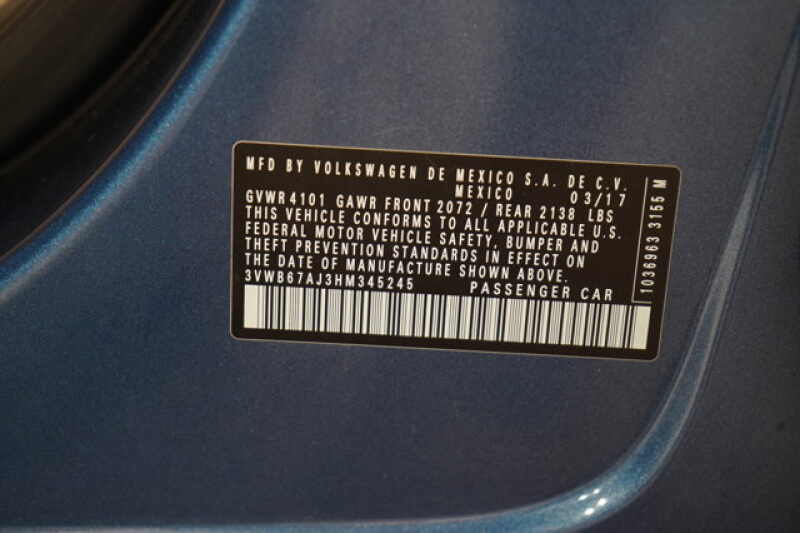 MFD BY VOLKSWAGEN DE MEXICO S.A. DE C.V.
MEXICO 03/17
GVWR 4101 GAWR FRONT 2072 / REAR 2138 LBS
THIS VEHICLE CONFORMS TO ALL APPLICABLE U.S.
FEDERAL MOTOR VEHICLE SAFETY, BUMPER AND
THEFT PREVENTION STANDARDS IN EFFECT ON
THE DATE OF MANUFACTURE SHOWN ABOVE.
3VWB67AJ3HM345245 PASSENGER CAR
1036963 3155 M